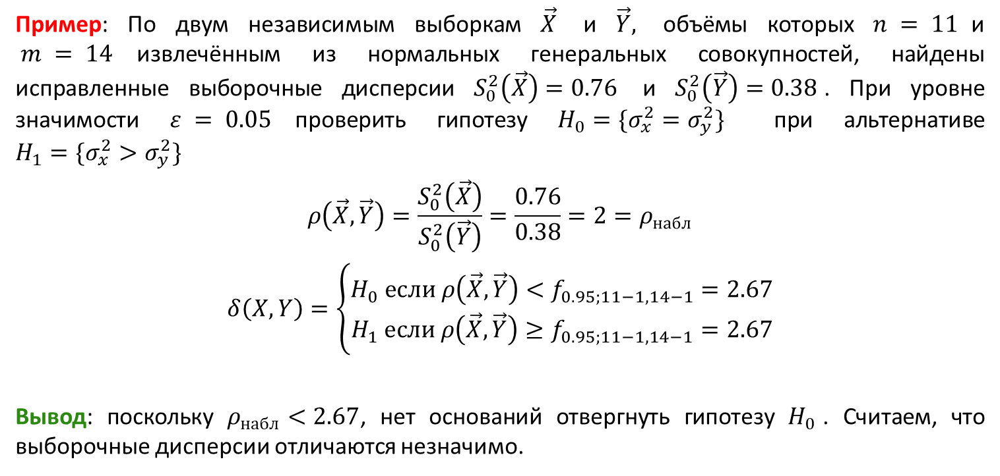 Пример: По двум независимым выборкам $\vec{X}$ и $\vec{Y}$, объёмы которых $n = 11$ и
$m = 14$ извлечённым из нормальных генеральных совокупностей, найдены
исправленные выборочные дисперсии $S_0^2(\vec{X}) = 0.76$ и $S_0^2(\vec{Y}) = 0.38$ . При уровне
значимости $\varepsilon = 0.05$ проверить гипотезу $H_0 = \{\sigma_x^2 = \sigma_y^2\}$ при альтернативе
$H_1 = \{\sigma_x^2 > \sigma_y^2\}$
$\rho(\vec{X}, \vec{Y}) = \frac{S_0^2(\vec{X})}{S_0^2(\vec{Y})} = \frac{0.76}{0.38} = 2 = \rho_{\text{набл}}$
$\delta(X, Y) = \begin{cases} H_0 \text{ если } \rho(\vec{X}, \vec{Y}) < f_{0.95;11-1,14-1} = 2.67 \\ H_1 \text{ если } \rho(\vec{X}, \vec{Y}) \geq f_{0.95;11-1,14-1} = 2.67 \end{cases}$
Вывод: поскольку $\rho_{\text{набл}} < 2.67$, нет оснований отвергнуть гипотезу $H_0$ . Считаем, что
выборочные дисперсии отличаются незначимо.